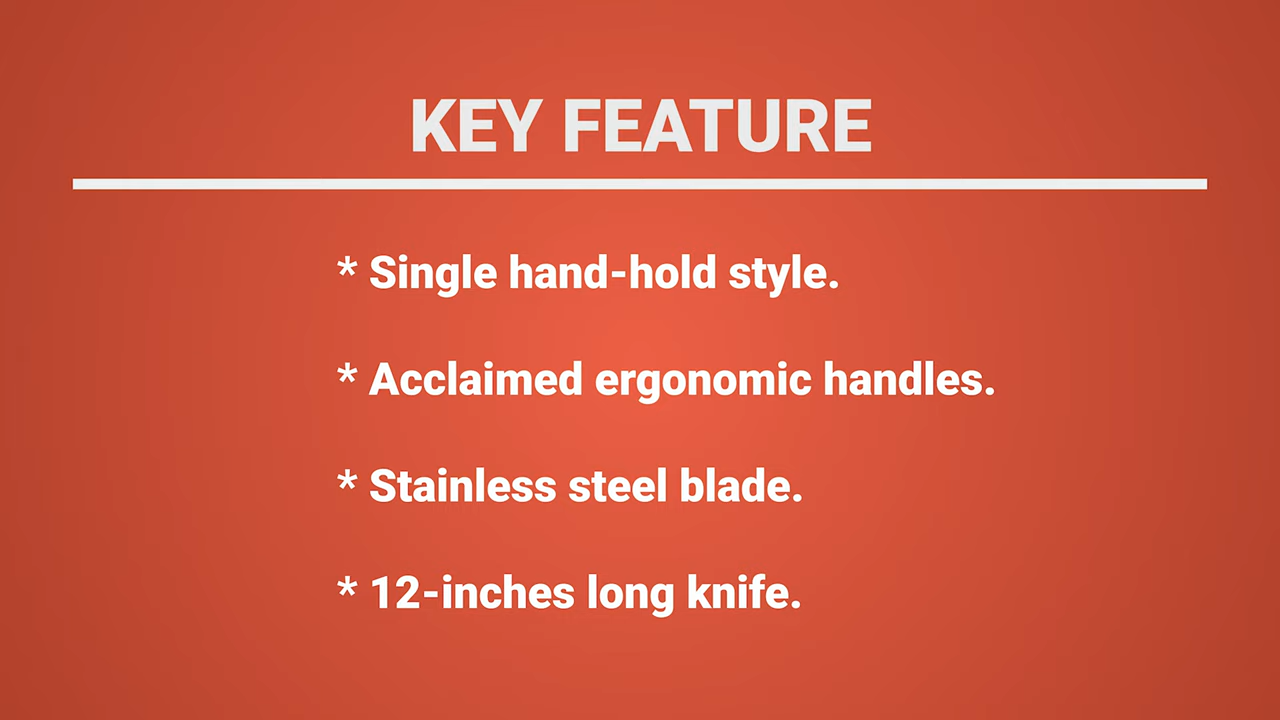 KEY FEATURE
* Single hand-hold style.
* Acclaimed ergonomic handles.
* Stainless steel blade.
* 12-inches long knife.